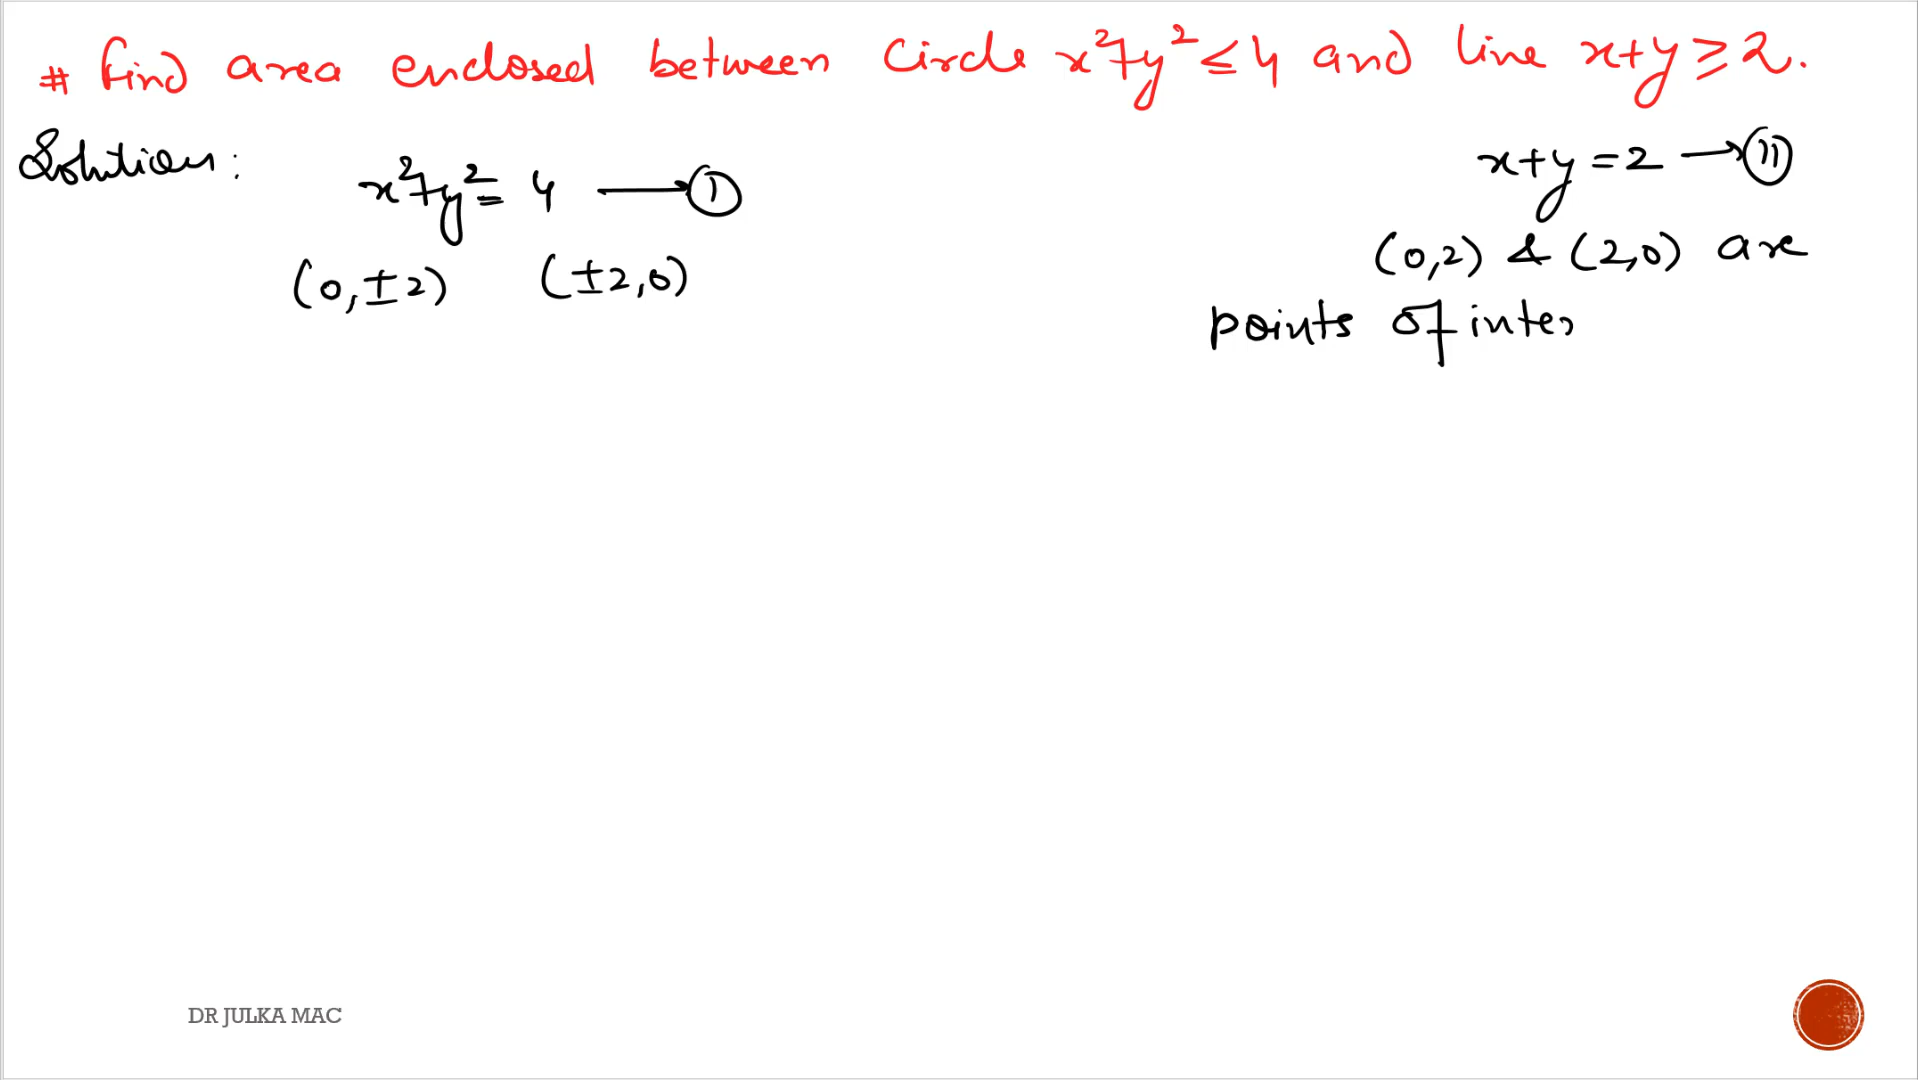 # Find area enclosed between Circle x²+y² ≤ 4 and line x+y ≥ 2.
Solution:
x²+y² = 4 → (I)
(0, ±2) (±2, 0)
x+y = 2 → (II)
(0,2) & (2,0) are
points of inter
DR JULKA MAC